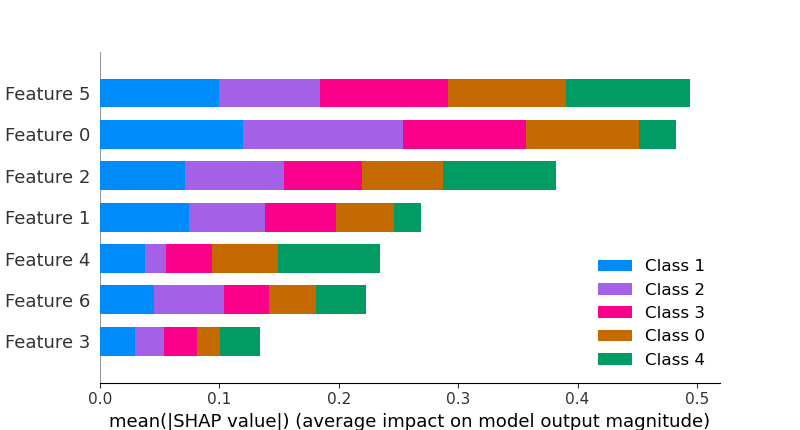 Feature 5
Feature 0
Feature 2
Feature 1
Feature 4
Feature 6
Feature 3
Class 1
Class 2
Class 3
Class 0
Class 4
0.0 0.1 0.2 0.3 0.4 0.5
mean(|SHAP value|) (average impact on model output magnitude)